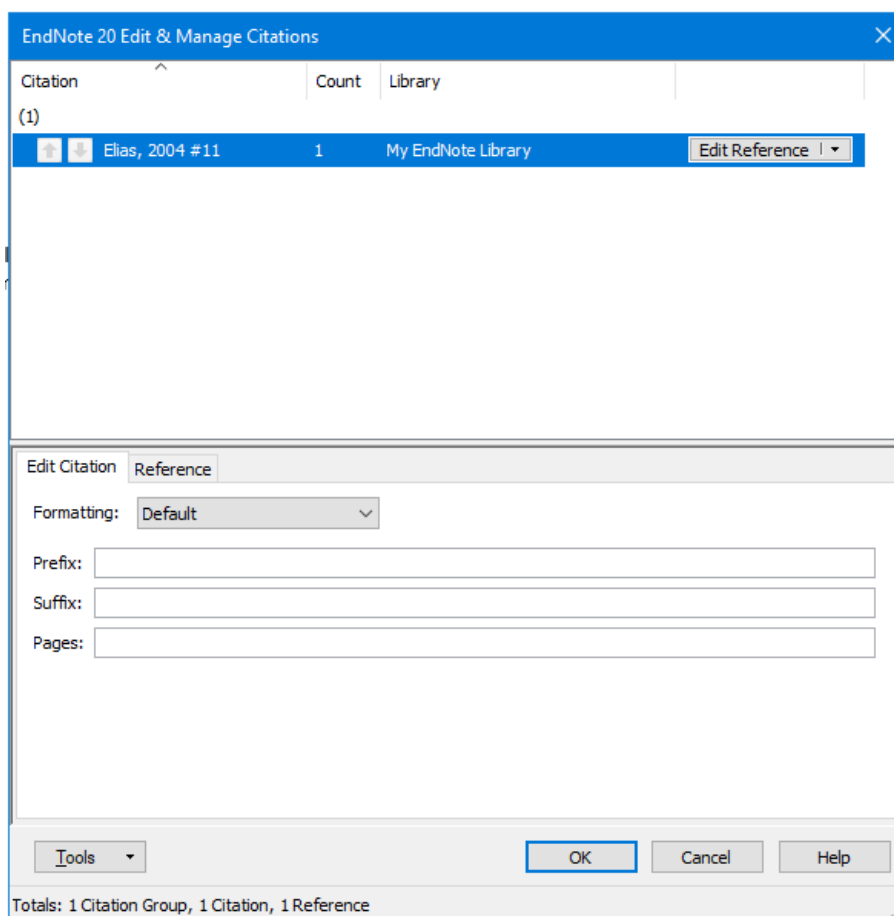 EndNote 20 Edit & Manage Citations
Citation Count Library
(1)
Elias, 2004 #11 1 My EndNote Library Edit Reference
Edit Citation Reference
Formatting: Default
Prefix:
Suffix:
Pages:
Tools OK Cancel Help
Totals: 1 Citation Group, 1 Citation, 1 Reference